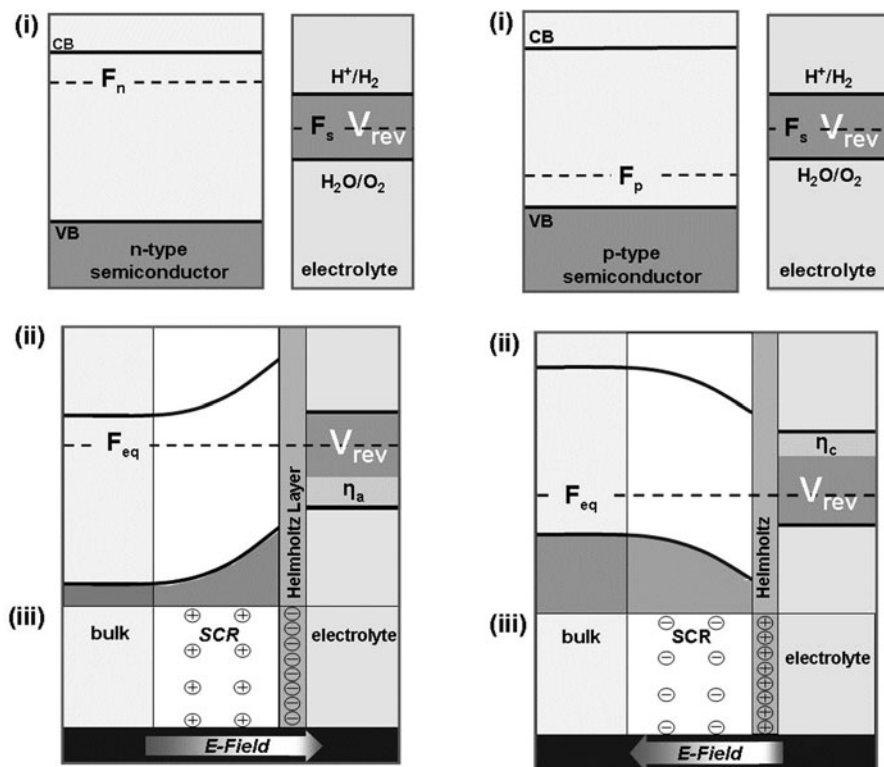 (i)
CB
Fn
VB
n-type
semiconductor
H+/H2
Fs Vrev
H2O/O2
electrolyte
(i)
CB
Fp
VB
p-type
semiconductor
H+/H2
Fs Vrev
H2O/O2
electrolyte
(ii)
Feq
Helmholtz Layer
Vrev
ηa
(iii)
bulk
SCR
electrolyte
E-Field
(ii)
Feq
Helmholtz
ηc
Vrev
(iii)
bulk
SCR
electrolyte
E-Field